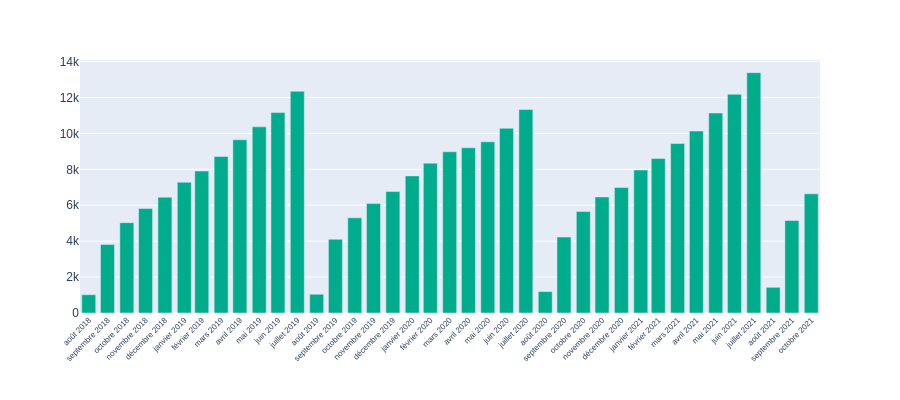 14k
12k
10k
8k
6k
4k
2k
0
août 2018
septembre 2018
octobre 2018
novembre 2018
décembre 2018
janvier 2019
février 2019
mars 2019
avril 2019
mai 2019
juin 2019
juillet 2019
août 2019
septembre 2019
octobre 2019
novembre 2019
décembre 2019
janvier 2020
février 2020
mars 2020
avril 2020
mai 2020
juin 2020
juillet 2020
août 2020
septembre 2020
octobre 2020
novembre 2020
décembre 2020
janvier 2021
février 2021
mars 2021
avril 2021
mai 2021
juin 2021
juillet 2021
août 2021
septembre 2021
octobre 2021